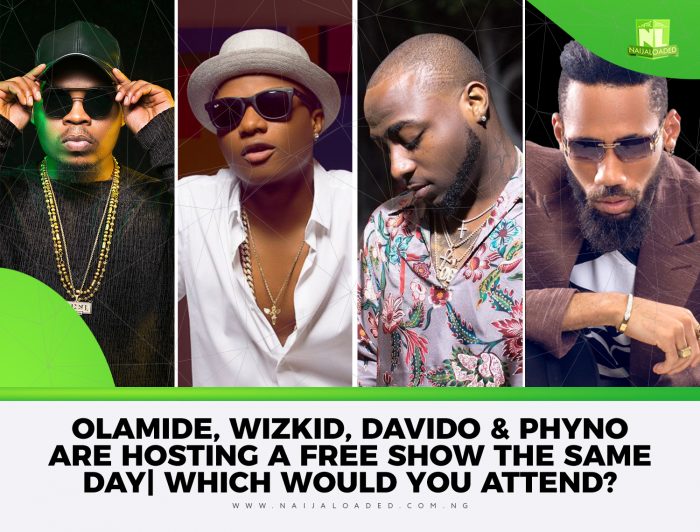 NL
NAIJALOADED
OLAMIDE, WIZKID, DAVIDO & PHYNO
ARE HOSTING A FREE SHOW THE SAME
DAY| WHICH WOULD YOU ATTEND?
WWW.NAIJALOADED.COM.NG